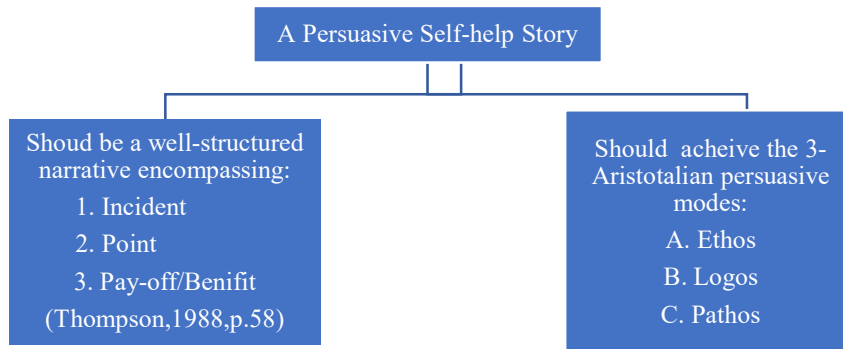 A Persuasive Self-help Story
Shoud be a well-structured
narrative encompassing:
1. Incident
2. Point
3. Pay-off/Benifit
(Thompson,1988,p.58)
Should acheive the 3-
Aristotalian persuasive
modes:
A. Ethos
B. Logos
C. Pathos